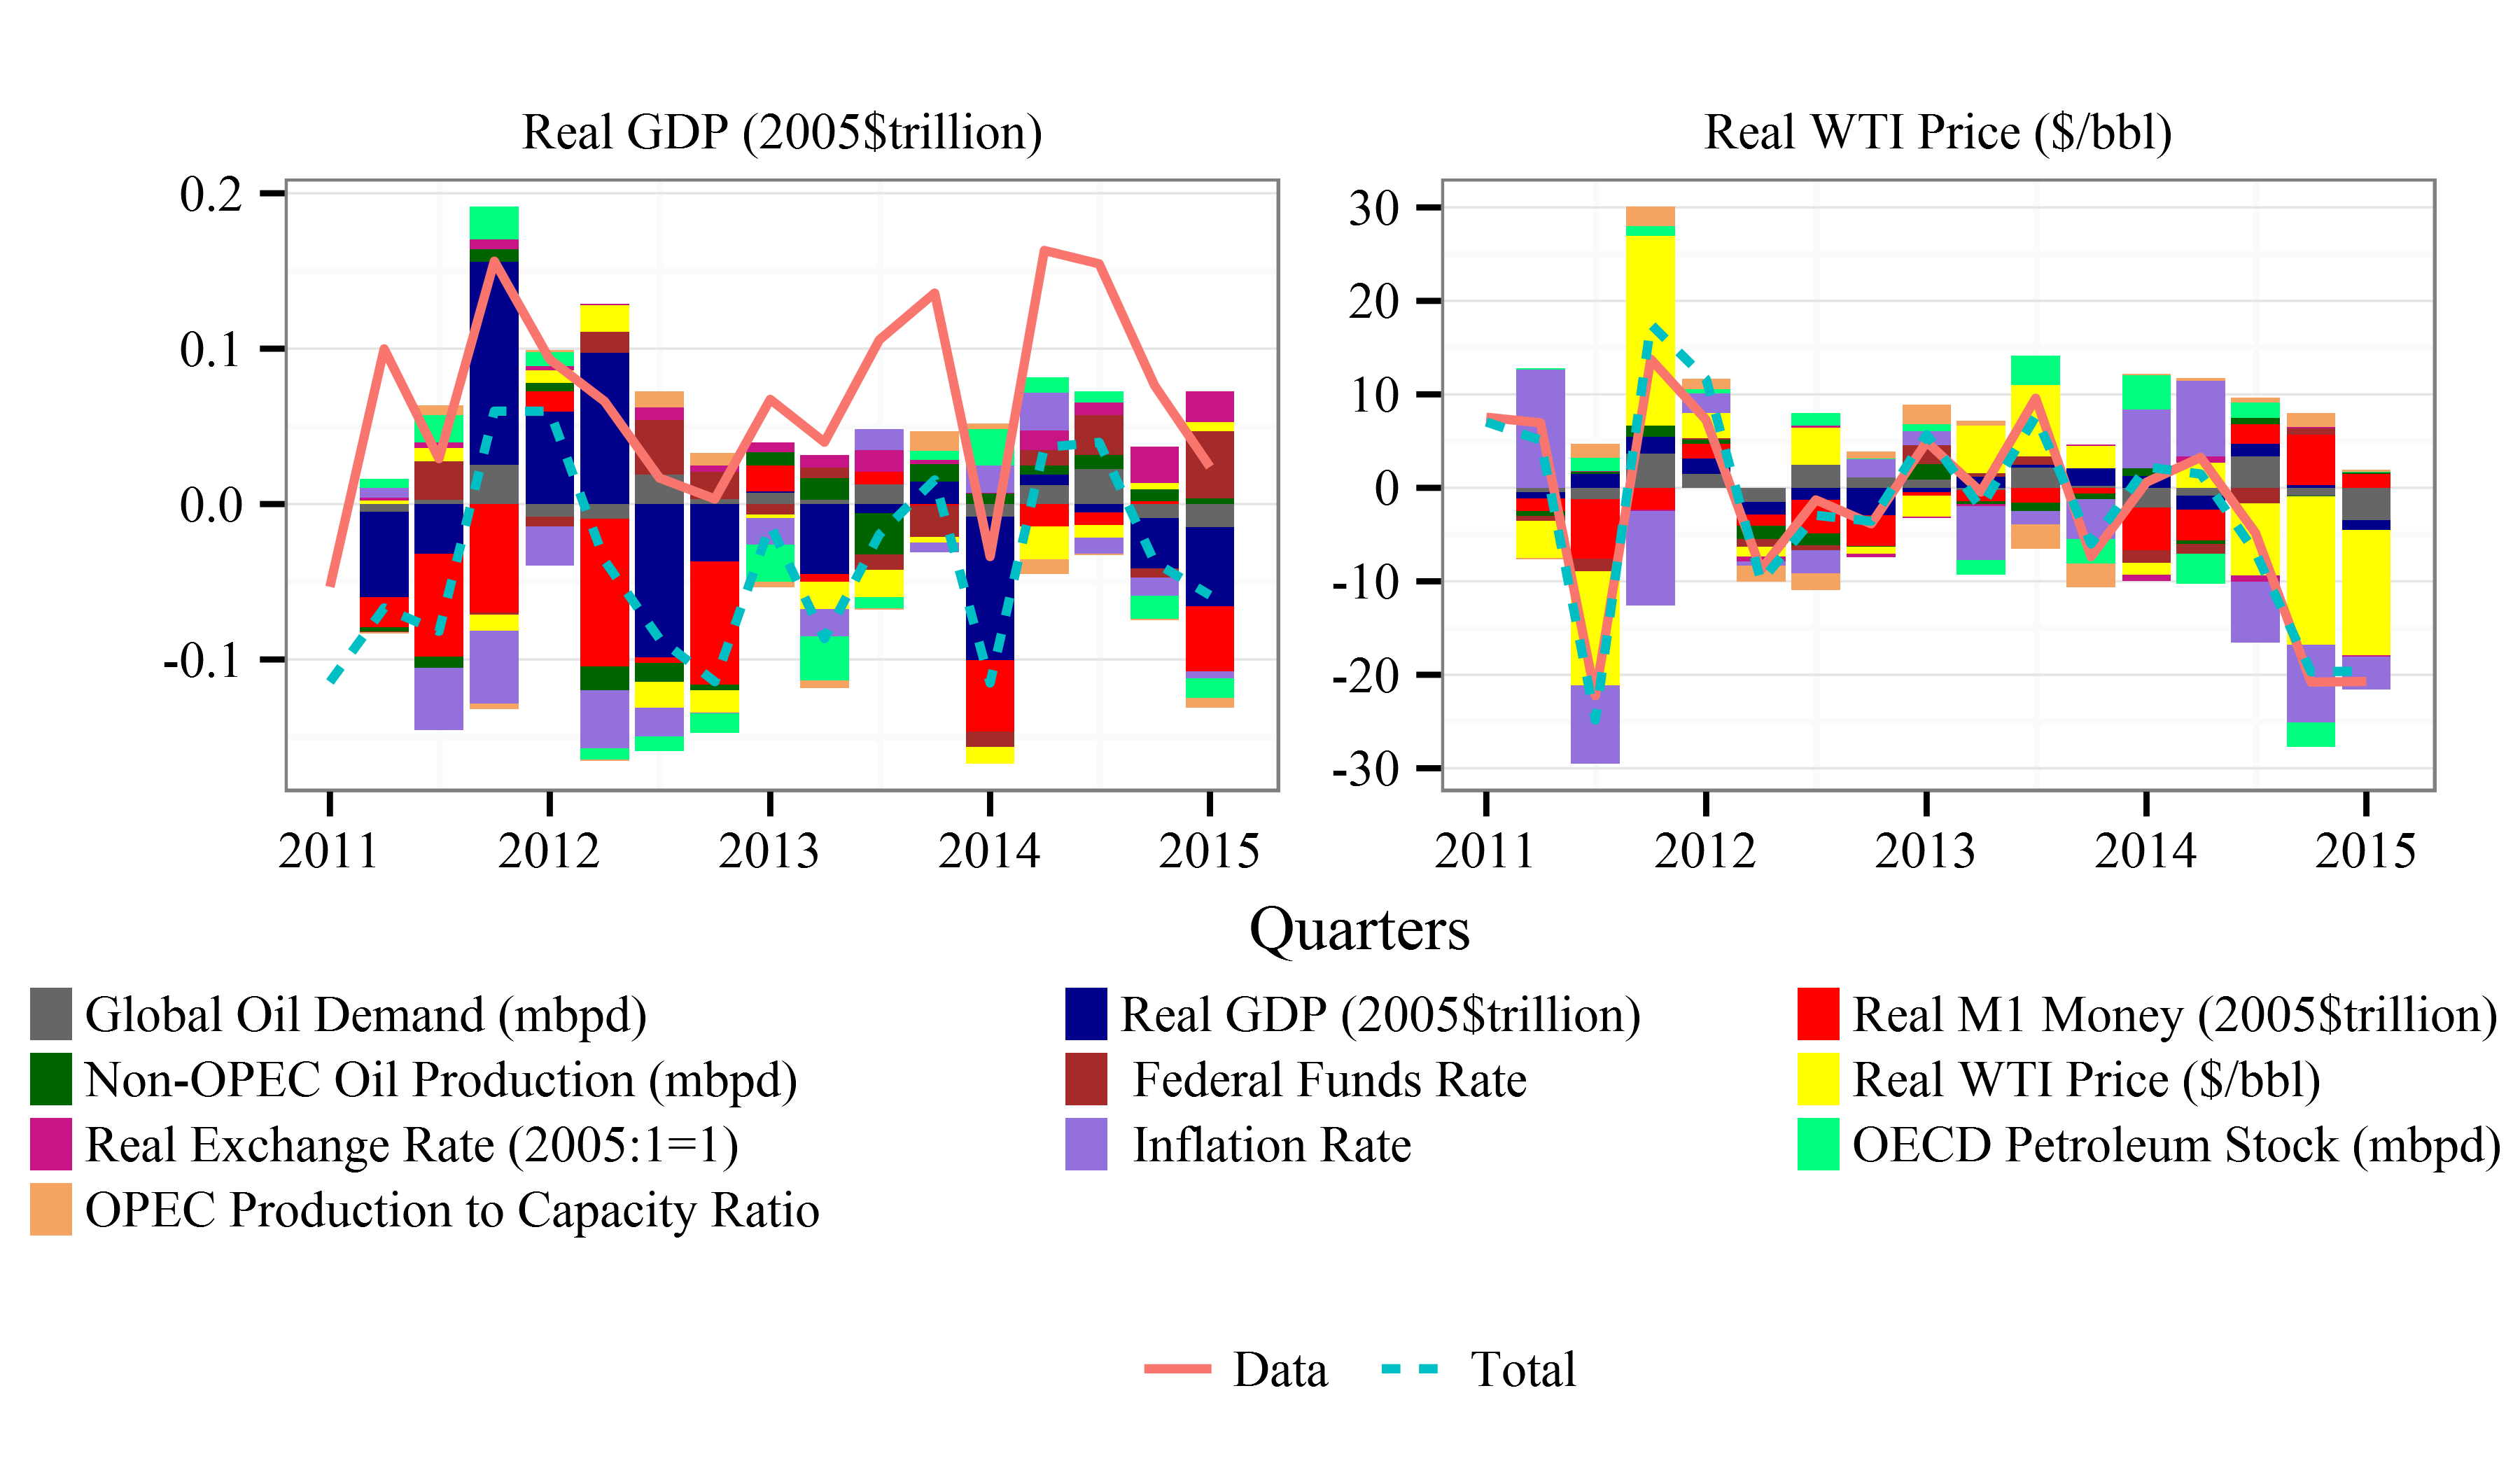 Real GDP (2005$trillion)
Real WTI Price ($/bbl)
0.2
0.1
0.0
-0.1
30
20
10
0
-10
-20
-30
2011
2012
2013
2014
2015
2011
2012
2013
2014
2015
Quarters
Global Oil Demand (mbpd)
Real GDP (2005$trillion)
Real M1 Money (2005$trillion)
Non-OPEC Oil Production (mbpd)
Federal Funds Rate
Real WTI Price ($/bbl)
Real Exchange Rate (2005:1=1)
Inflation Rate
OECD Petroleum Stock (mbpd)
OPEC Production to Capacity Ratio
Data
Total